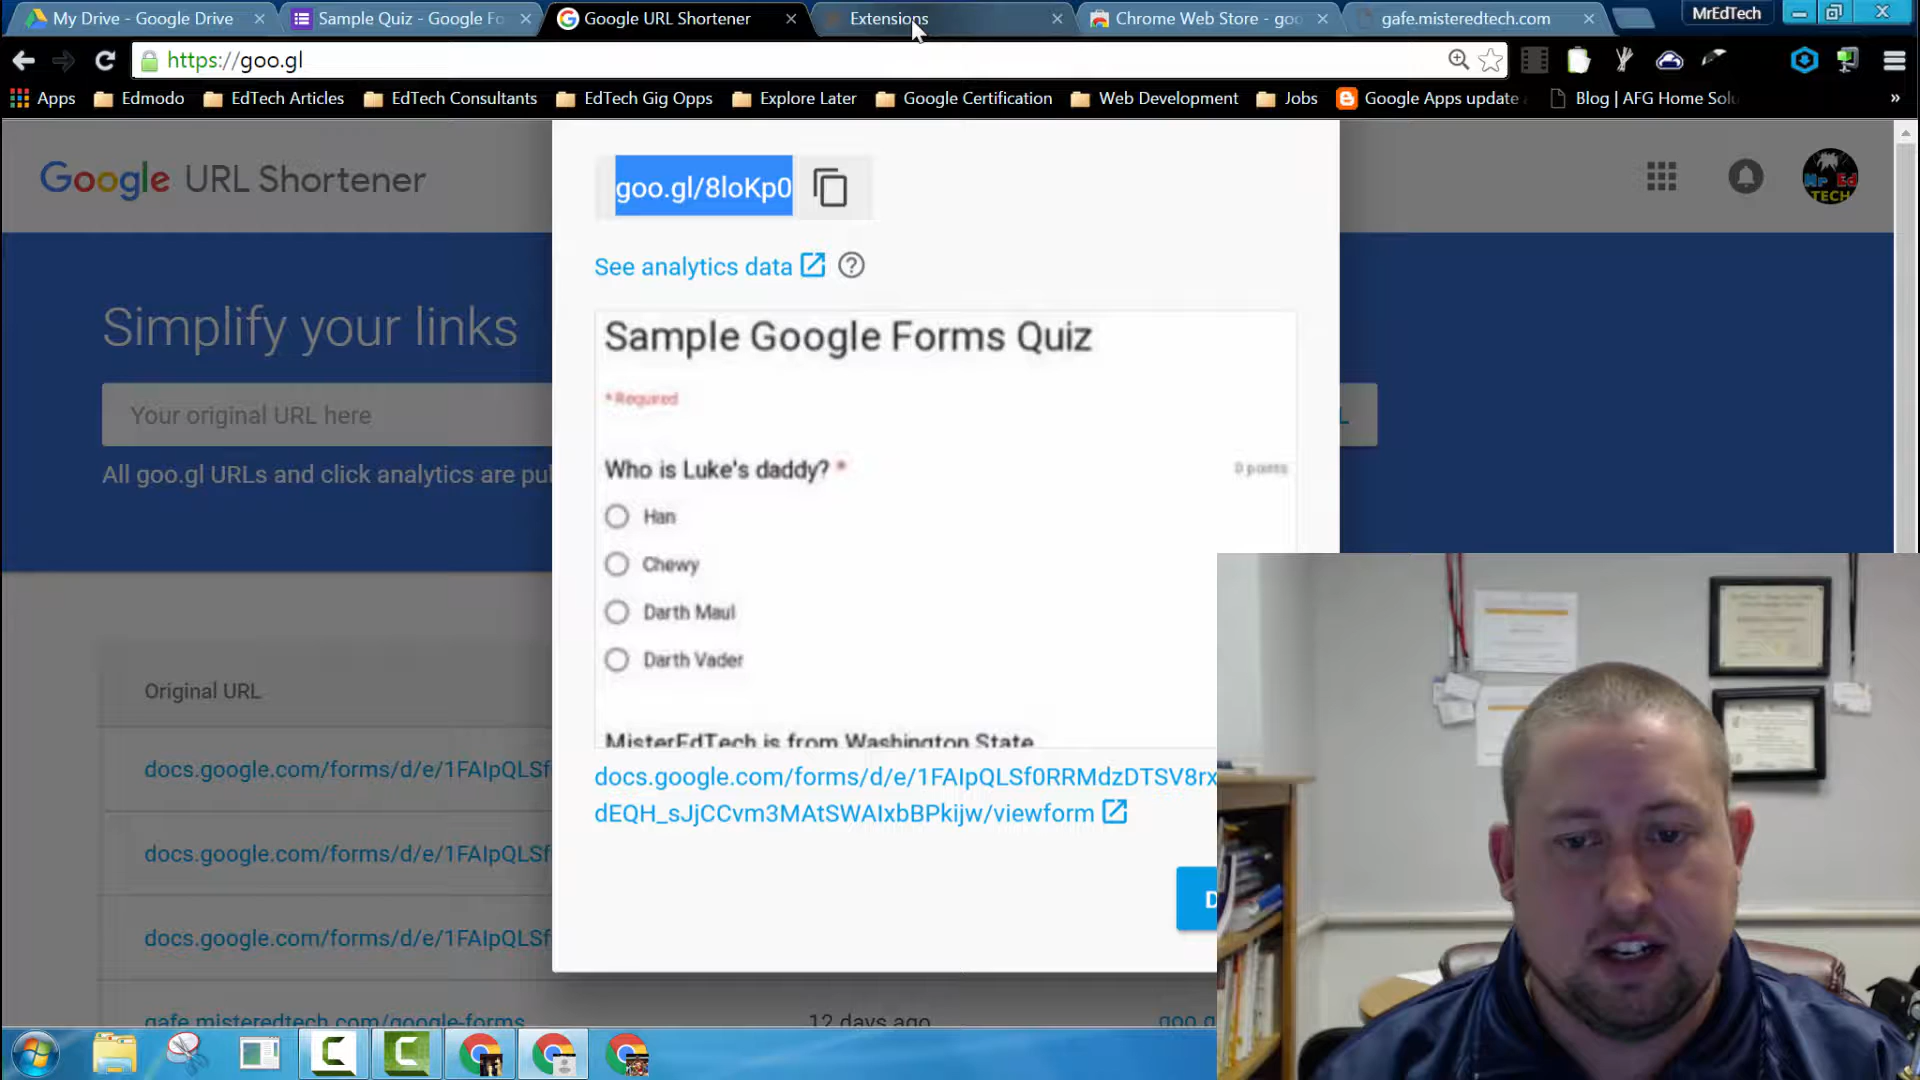 My Drive - Google Drive
Sample Quiz - Google Fo
Google URL Shortener
Extensions
Chrome Web Store - goo
gafe.misteredtech.com
MrEdTech
https://goo.gl
Apps
Edmodo
EdTech Articles
EdTech Consultants
EdTech Gig Opps
Explore Later
Google Certification
Web Development
Jobs
Google Apps update
Blog | AFG Home Solu
»
Google URL Shortener
goo.gl/8loKp0
Mr Ed
TECH
See analytics data
Simplify your links
Sample Google Forms Quiz
* Required
Your original URL here
L
All goo.gl URLs and click analytics are pul
Who is Luke's daddy? *
0 points
Han
Chewy
Darth Maul
Darth Vader
Original URL
MisterEdTech is from Washington State
docs.google.com/forms/d/e/1FAIpQLSf
docs.google.com/forms/d/e/1FAIpQLSf0RRMdzDTSV8rx
dEQH_sJjCCvm3MAtSWAIxbBPkijw/viewform
docs.google.com/forms/d/e/1FAIpQLSf
D
docs.google.com/forms/d/e/1FAIpQLSf
gafe.misteredtech.com/google-forms
12 days ago
goo.g